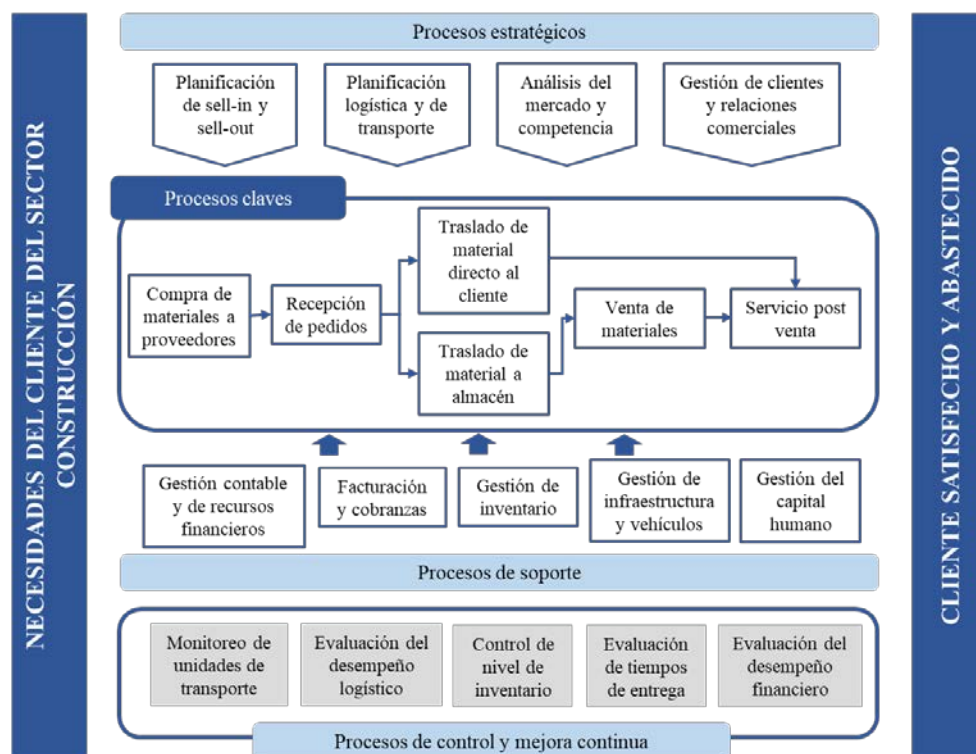 NECESIDADES DEL CLIENTE DEL SECTOR
CONSTRUCCIÓN
Procesos estratégicos
Planificación
de sell-in y
sell-out
Planificación
logística y de
transporte
Análisis del
mercado y
competencia
Gestión de clientes
y relaciones
comerciales
Procesos claves
Compra de
materiales a
proveedores
Recepción
de pedidos
Traslado de
material directo al
cliente
Traslado de
material a
almacén
Venta de
materiales
Servicio post
venta
Gestión contable
y de recursos
financieros
Facturación
y cobranzas
Gestión de
inventario
Gestión de
infraestructura
y vehículos
Gestión del
capital
humano
Procesos de soporte
Monitoreo de
unidades de
transporte
Evaluación del
desempeño
logístico
Control de
nivel de
inventario
Evaluación
de tiempos
de entrega
Evaluación del
desempeño
financiero
Procesos de control y mejora continua
CLIENTE SATISFECHO Y ABASTECIDO